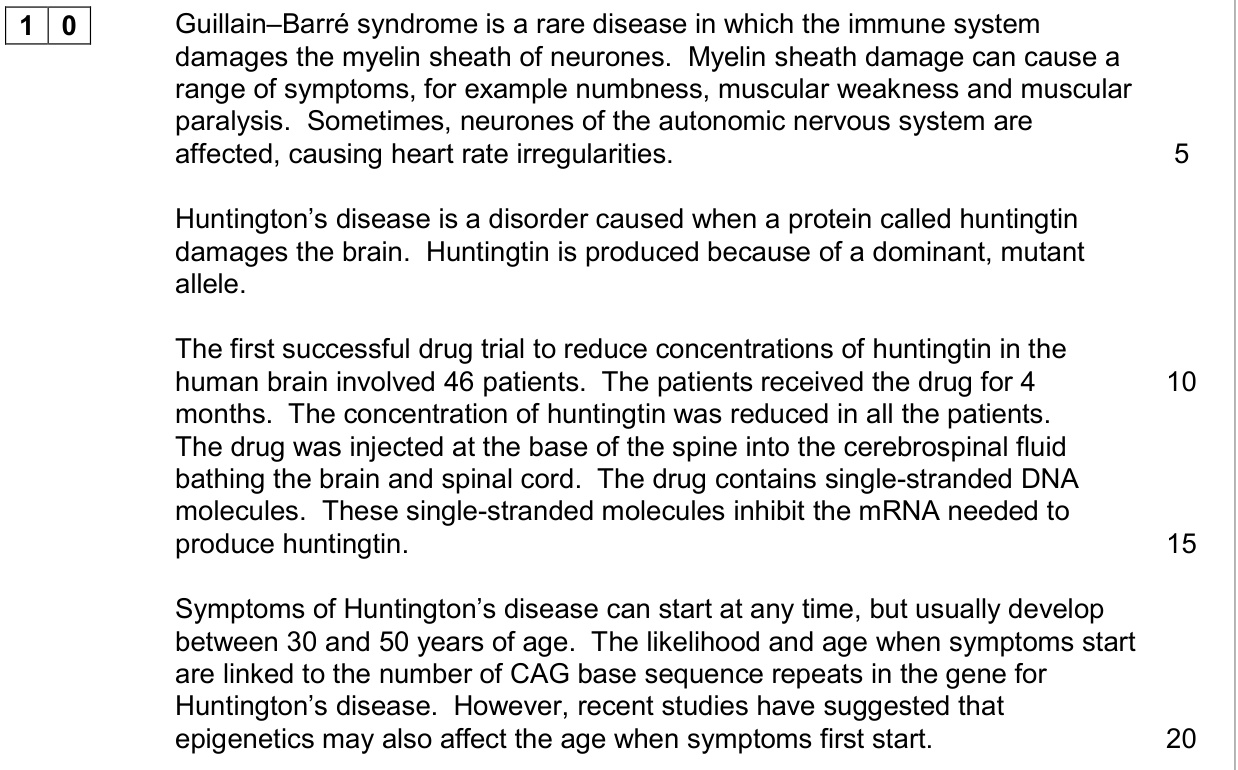 1 0 Guillain–Barré syndrome is a rare disease in which the immune system
damages the myelin sheath of neurones. Myelin sheath damage can cause a
range of symptoms, for example numbness, muscular weakness and muscular
paralysis. Sometimes, neurones of the autonomic nervous system are
affected, causing heart rate irregularities. 5
Huntington’s disease is a disorder caused when a protein called huntingtin
damages the brain. Huntingtin is produced because of a dominant, mutant
allele.
The first successful drug trial to reduce concentrations of huntingtin in the
human brain involved 46 patients. The patients received the drug for 4 10
months. The concentration of huntingtin was reduced in all the patients.
The drug was injected at the base of the spine into the cerebrospinal fluid
bathing the brain and spinal cord. The drug contains single-stranded DNA
molecules. These single-stranded molecules inhibit the mRNA needed to
produce huntingtin. 15
Symptoms of Huntington’s disease can start at any time, but usually develop
between 30 and 50 years of age. The likelihood and age when symptoms start
are linked to the number of CAG base sequence repeats in the gene for
Huntington’s disease. However, recent studies have suggested that
epigenetics may also affect the age when symptoms first start. 20